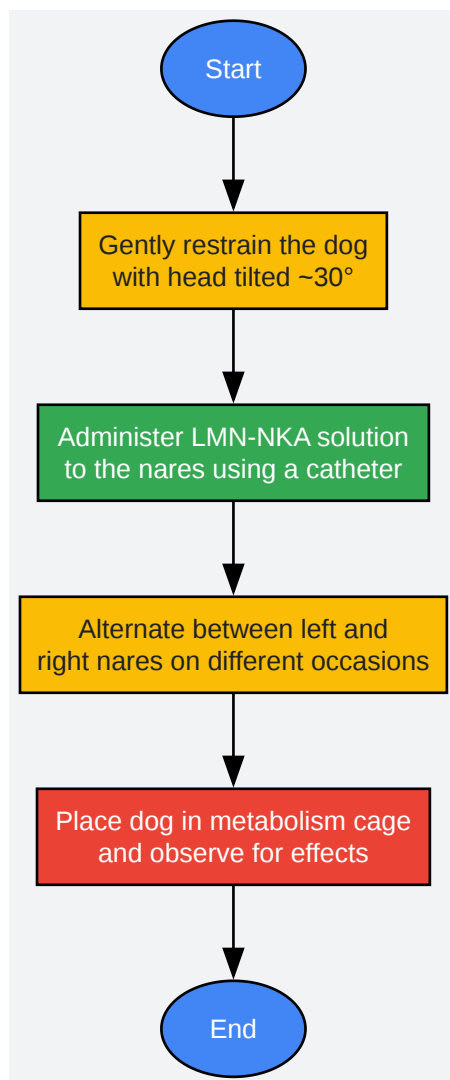 Start
Gently restrain the dog
with head tilted ~30°
Administer LMN-NKA solution
to the nares using a catheter
Alternate between left and
right nares on different occasions
Place dog in metabolism cage
and observe for effects
End